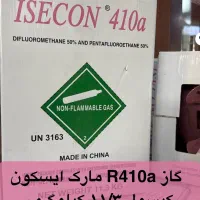 ISECON® 410a
DIFLUOROMETHANE 50% AND PENTAFLUOROETHANE 50%
NON-FLAMMABLE GAS
2
UN 3163
MADE IN CHINA
گاز R410a مارک ایسکون